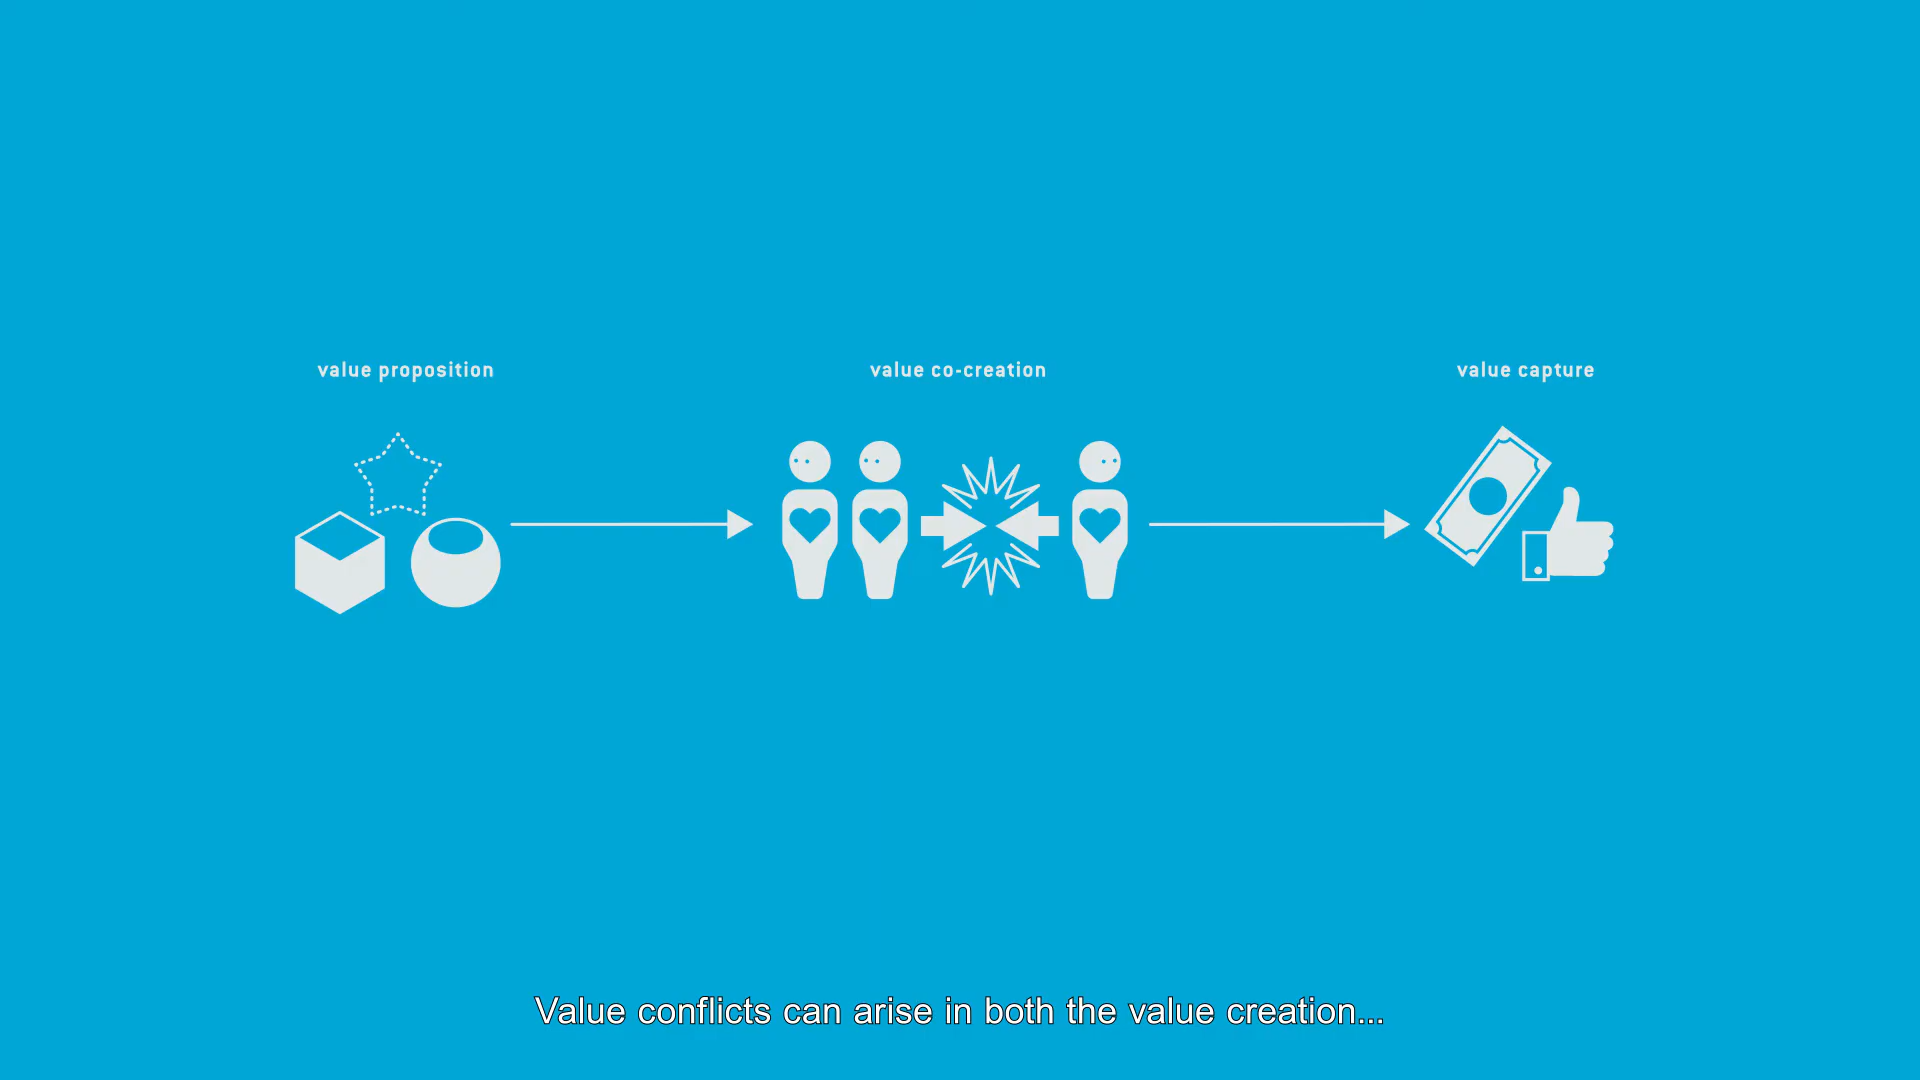 value proposition
value co-creation
value capture
Value conflicts can arise in both the value creation...